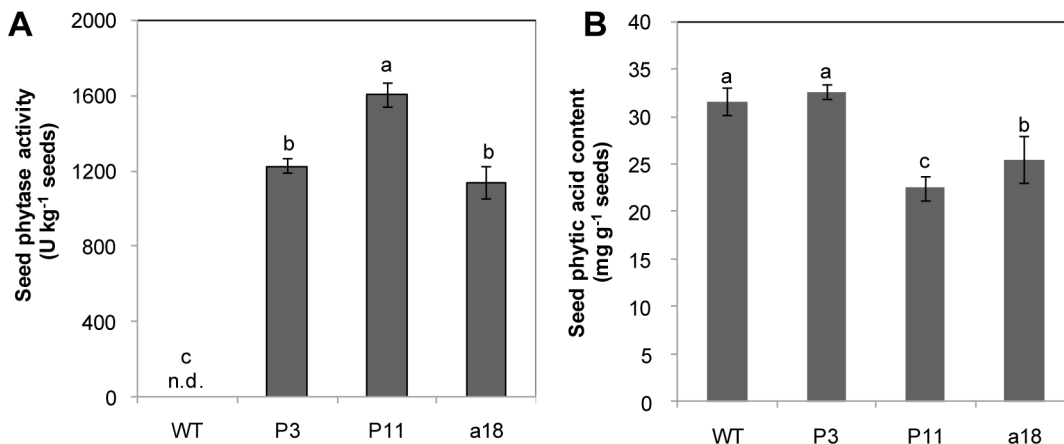 A
Seed phytase activity
(U kg⁻¹ seeds)
2000
1600
1200
800
400
0
c
n.d.
b
a
b
WT P3 P11 a18
B
Seed phytic acid content
(mg g⁻¹ seeds)
40
35
30
25
20
15
10
5
0
a
a
c
b
WT P3 P11 a18